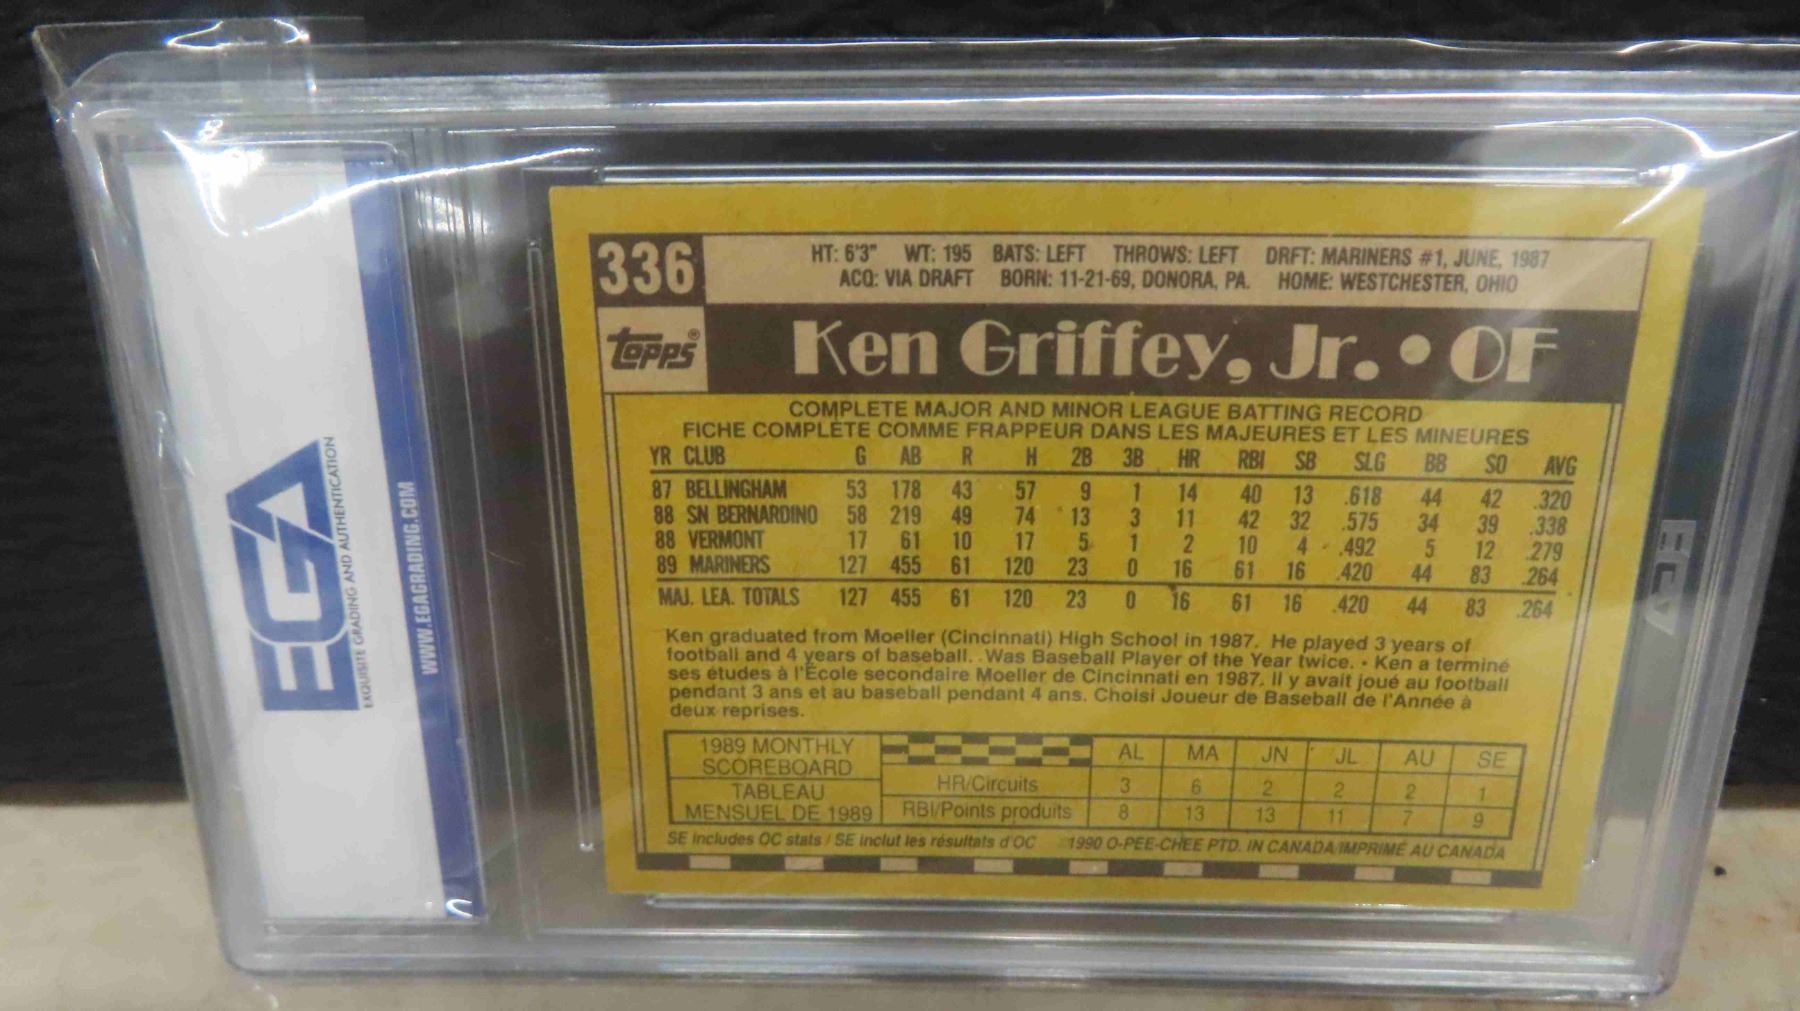 EGA
EXQUISITE GRADING AND AUTHENTICATION
WWW.EGAGRADING.COM
336
HT: 6'3" WT: 195 BATS: LEFT THROWS: LEFT DRFT: MARINERS #1, JUNE, 1987
ACQ: VIA DRAFT BORN: 11-21-69, DONORA, PA. HOME: WESTCHESTER, OHIO
topps®
Ken Griffey, Jr. • OF
COMPLETE MAJOR AND MINOR LEAGUE BATTING RECORD
FICHE COMPLÈTE COMME FRAPPEUR DANS LES MAJEURES ET LES MINEURES
YR CLUB G AB R H 2B 3B HR RBI SB SLG BB SO AVG
87 BELLINGHAM 53 178 43 57 9 1 14 40 13 .618 44 42 .320
88 SN BERNARDINO 58 219 49 74 13 3 11 42 32 .575 34 39 .338
88 VERMONT 17 61 10 17 5 1 2 10 4 .492 5 12 .279
89 MARINERS 127 455 61 120 23 0 16 61 16 .420 44 83 .264
MAJ. LEA. TOTALS 127 455 61 120 23 0 16 61 16 .420 44 83 .264
Ken graduated from Moeller (Cincinnati) High School in 1987. He played 3 years of
football and 4 years of baseball. Was Baseball Player of the Year twice. • Ken a terminé
ses études à l'École secondaire Moeller de Cincinnati en 1987. Il y avait joué au football
pendant 3 ans et au baseball pendant 4 ans. Choisi Joueur de Baseball de l'Année à
deux reprises.
1989 MONTHLY
SCOREBOARD
TABLEAU
MENSUEL DE 1989
AL MA JN JL AU SE
HR/Circuits 3 6 2 2 2 1
RBI/Points produits 8 13 13 11 7 9
SE includes OC stats / SE inclut les résultats d'OC ©1990 O-PEE-CHEE PTD. IN CANADA/IMPRIMÉ AU CANADA
EGA